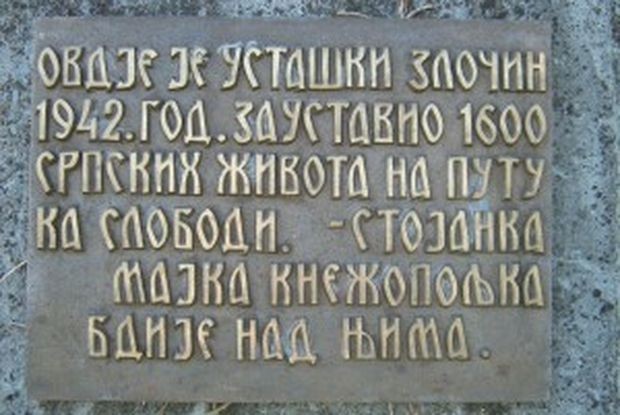 ОВДЈЕ ЈЕ УСТАШКИ ЗЛОЧИН
1942. ГОД. ЗАУСТАВИО 1600
СРПСКИХ ЖИВОТА НА ПУТУ
КА СЛОБОДИ. -СТОЈАНКА
МАЈКА КНЕЖОПОЉКА
БДИЈЕ НАД ЊИМА.